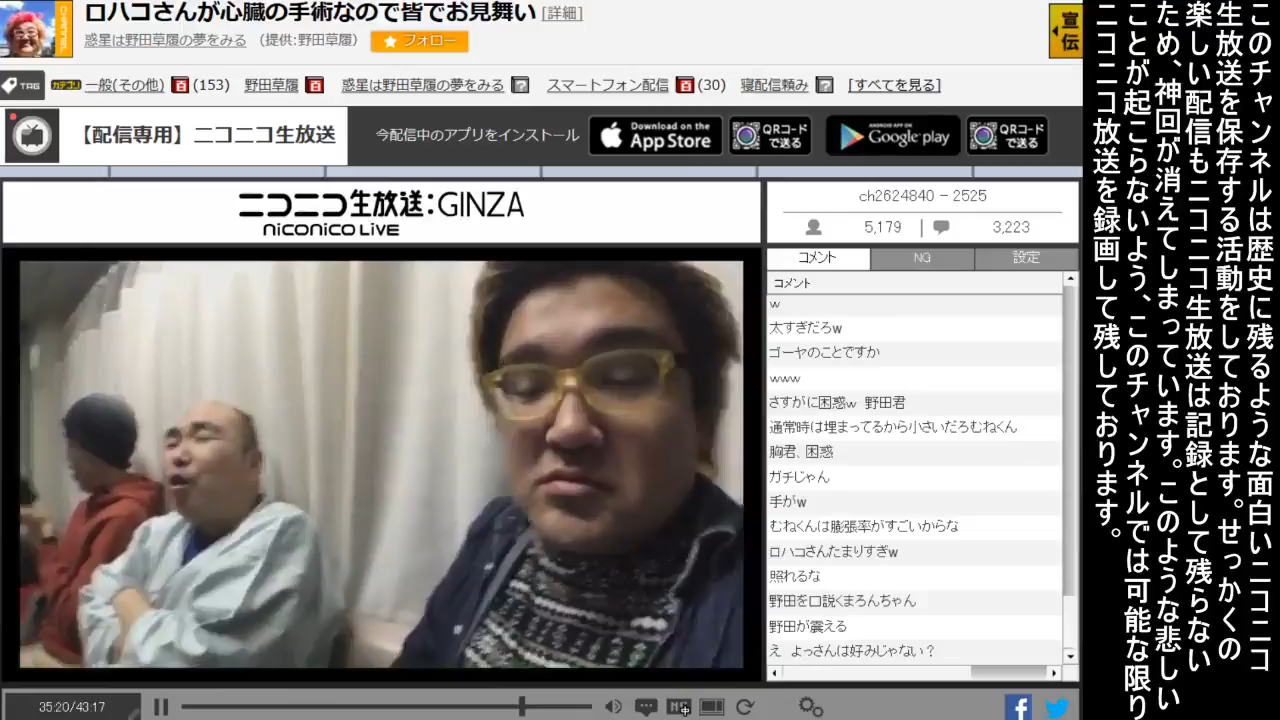 ロハコさんが心臓の手術なので皆でお見舞い [詳細]
惑星は野田草履の夢をみる （提供:野田草履） ★ フォロー
CHANNEL
宣伝
TAG カテゴリ 一般(その他) 百 (153) 野田草履 百 惑星は野田草履の夢をみる ? スマートフォン配信 百 (30) 寝配信頼み ? [すべてを見る]
【配信専用】ニコニコ生放送
今配信中のアプリをインストール
Download on the
App Store
QRコード
で送る
ANDROID APP ON
Google play
QRコード
で送る
ニコニコ生放送:GINZA
niconico LiVE
ch2624840 - 2525
5,179 | 3,223
コメント NG 設定
コメント
w
太すぎだろw
ゴーヤのことですか
www
さすがに困惑w 野田君
通常時は埋まってるから小さいだろむねくん
胸君、困惑
ガチじゃん
手がw
むねくんは膨張率がすごいからな
ロハコさんたまりすぎw
照れるな
野田を口説くまろんちゃん
野田が震える
え よっさんは好みじゃない？
35:20/43:17
このチャンネルは歴史に残るような面白いニコニコ
生放送を保存する活動をしております。せっかくの
楽しい配信もニコニコ生放送は記録として残らない
ため、神回が消えてしまっています。このような悲しい
ことが起こらないよう、このチャンネルでは可能な限り
ニコニコ放送を録画して残しております。